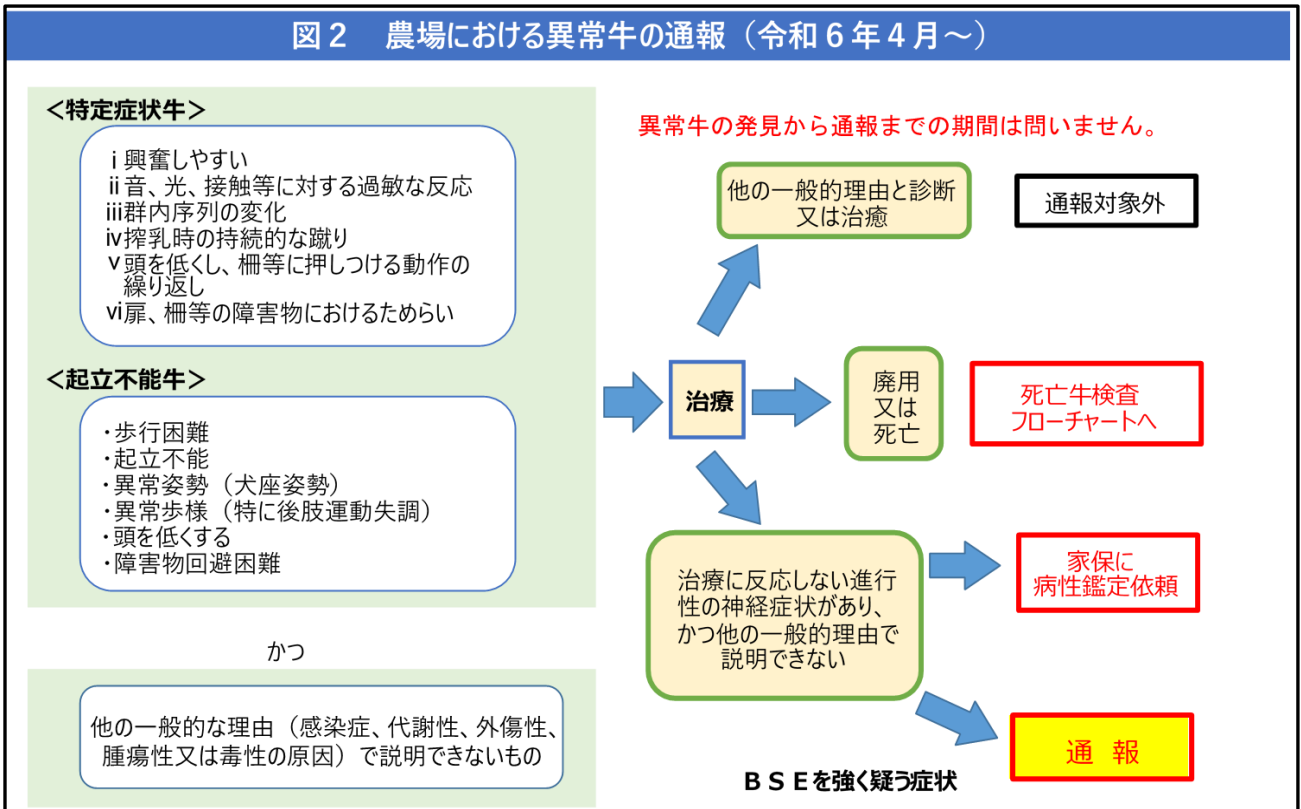 図２　農場における異常牛の通報（令和６年４月～）
＜特定症状牛＞
ⅰ興奮しやすい
ⅱ音、光、接触等に対する過敏な反応
ⅲ群内序列の変化
ⅳ搾乳時の持続的な蹴り
ⅴ頭を低くし、柵等に押しつける動作の
繰り返し
ⅵ扉、柵等の障害物におけるためらい
＜起立不能牛＞
・歩行困難
・起立不能
・異常姿勢（犬座姿勢）
・異常歩様（特に後肢運動失調）
・頭を低くする
・障害物回避困難
かつ
他の一般的な理由（感染症、代謝性、外傷性、
腫瘍性又は毒性の原因）で説明できないもの
異常牛の発見から通報までの期間は問いません。
他の一般的理由と診断
又は治癒
通報対象外
治療
廃用
又は
死亡
死亡牛検査
フローチャートへ
治療に反応しない進行
性の神経症状があり、
かつ他の一般的理由で
説明できない
家保に
病性鑑定依頼
通　報
ＢＳＥを強く疑う症状